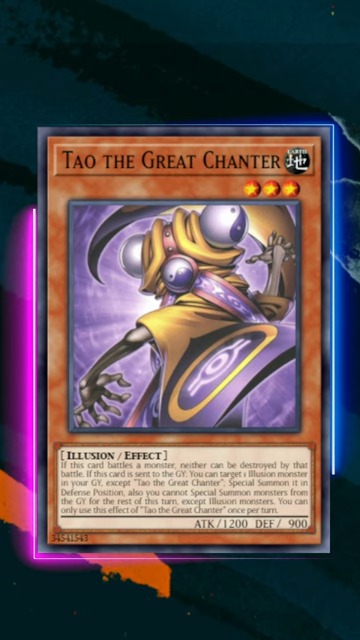 TAO THE GREAT CHANTER
EARTH
地
[ ILLUSION / EFFECT ]
If this card battles a monster, neither can be destroyed by that
battle. If this card is sent to the GY: You can target 1 Illusion monster
in your GY, except "Tao the Great Chanter"; Special Summon it in
Defense Position, also you cannot Special Summon monsters from
the GY for the rest of this turn, except Illusion monsters. You can
only use this effect of "Tao the Great Chanter" once per turn.
ATK/1200 DEF/ 900
34541543